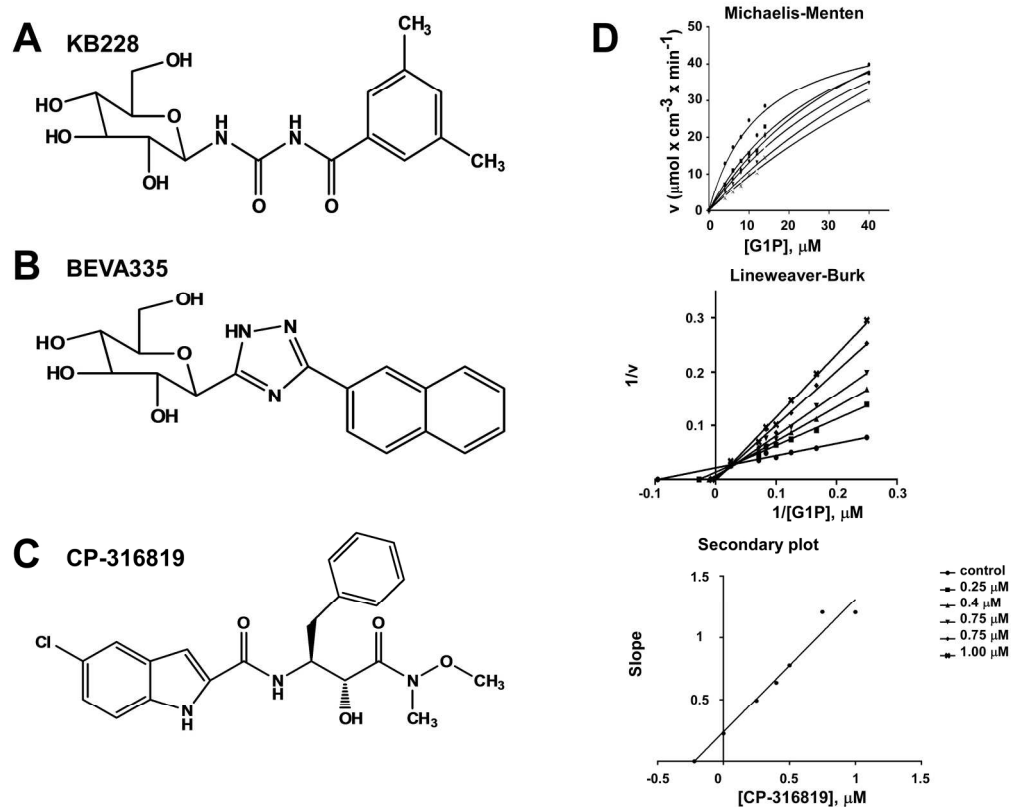 A KB228
OH
HO
HO
OH
O
H
N
H
N
O
O
CH3
CH3
B BEVA335
OH
HO
HO
OH
O
HN
N
N
C CP-316819
Cl
N
H
O
N
H
OH
O
N
O
CH3
CH3
D Michaelis-Menten
v (μmol x cm-3 x min-1)
50
40
30
20
10
0
0 10 20 30 40 50
[G1P], μM
Lineweaver-Burk
1/v
0.3
0.2
0.1
-0.1 0 0.1 0.2 0.3
1/[G1P], μM
Secondary plot
Slope
1.5
1
0.5
-0.5 0 0.5 1 1.5
[CP-316819], μM
control
0.25 μM
0.4 μM
0.75 μM
0.75 μM
1.00 μM